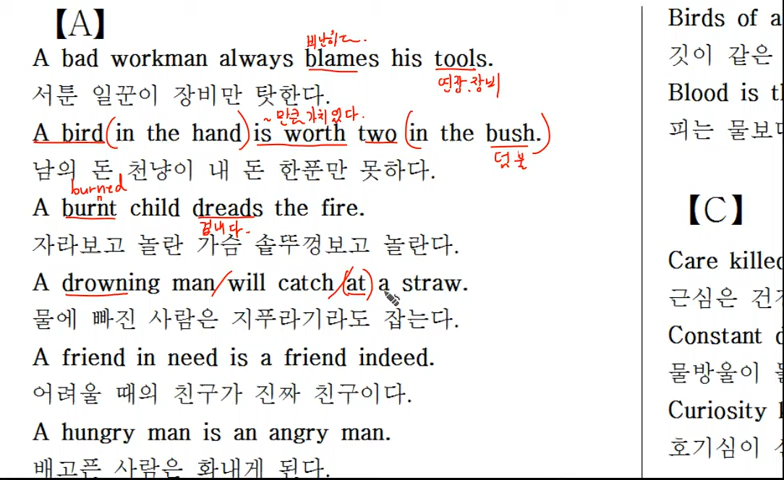 【A】
비난하다.
A bad workman always blames his tools.
연장.장비
서툰 일꾼이 장비만 탓한다.
~만큼 가치있다.
A bird (in the hand) is worth two (in the bush.)
덤불
남의 돈 천냥이 내 돈 한푼만 못하다.
burned
A burnt child dreads the fire.
겁내다.
자라보고 놀란 가슴 솥뚜껑보고 놀란다.
A drowning man / will catch / (at) a straw.
물에 빠진 사람은 지푸라기라도 잡는다.
A friend in need is a friend indeed.
어려울 때의 친구가 진짜 친구이다.
A hungry man is an angry man.
배고픈 사람은 화내게 된다.
Birds of a
깃이 같은
Blood is th
피는 물보다
【C】
Care killed
근심은 건
Constant d
물방울이
Curiosity
호기심이